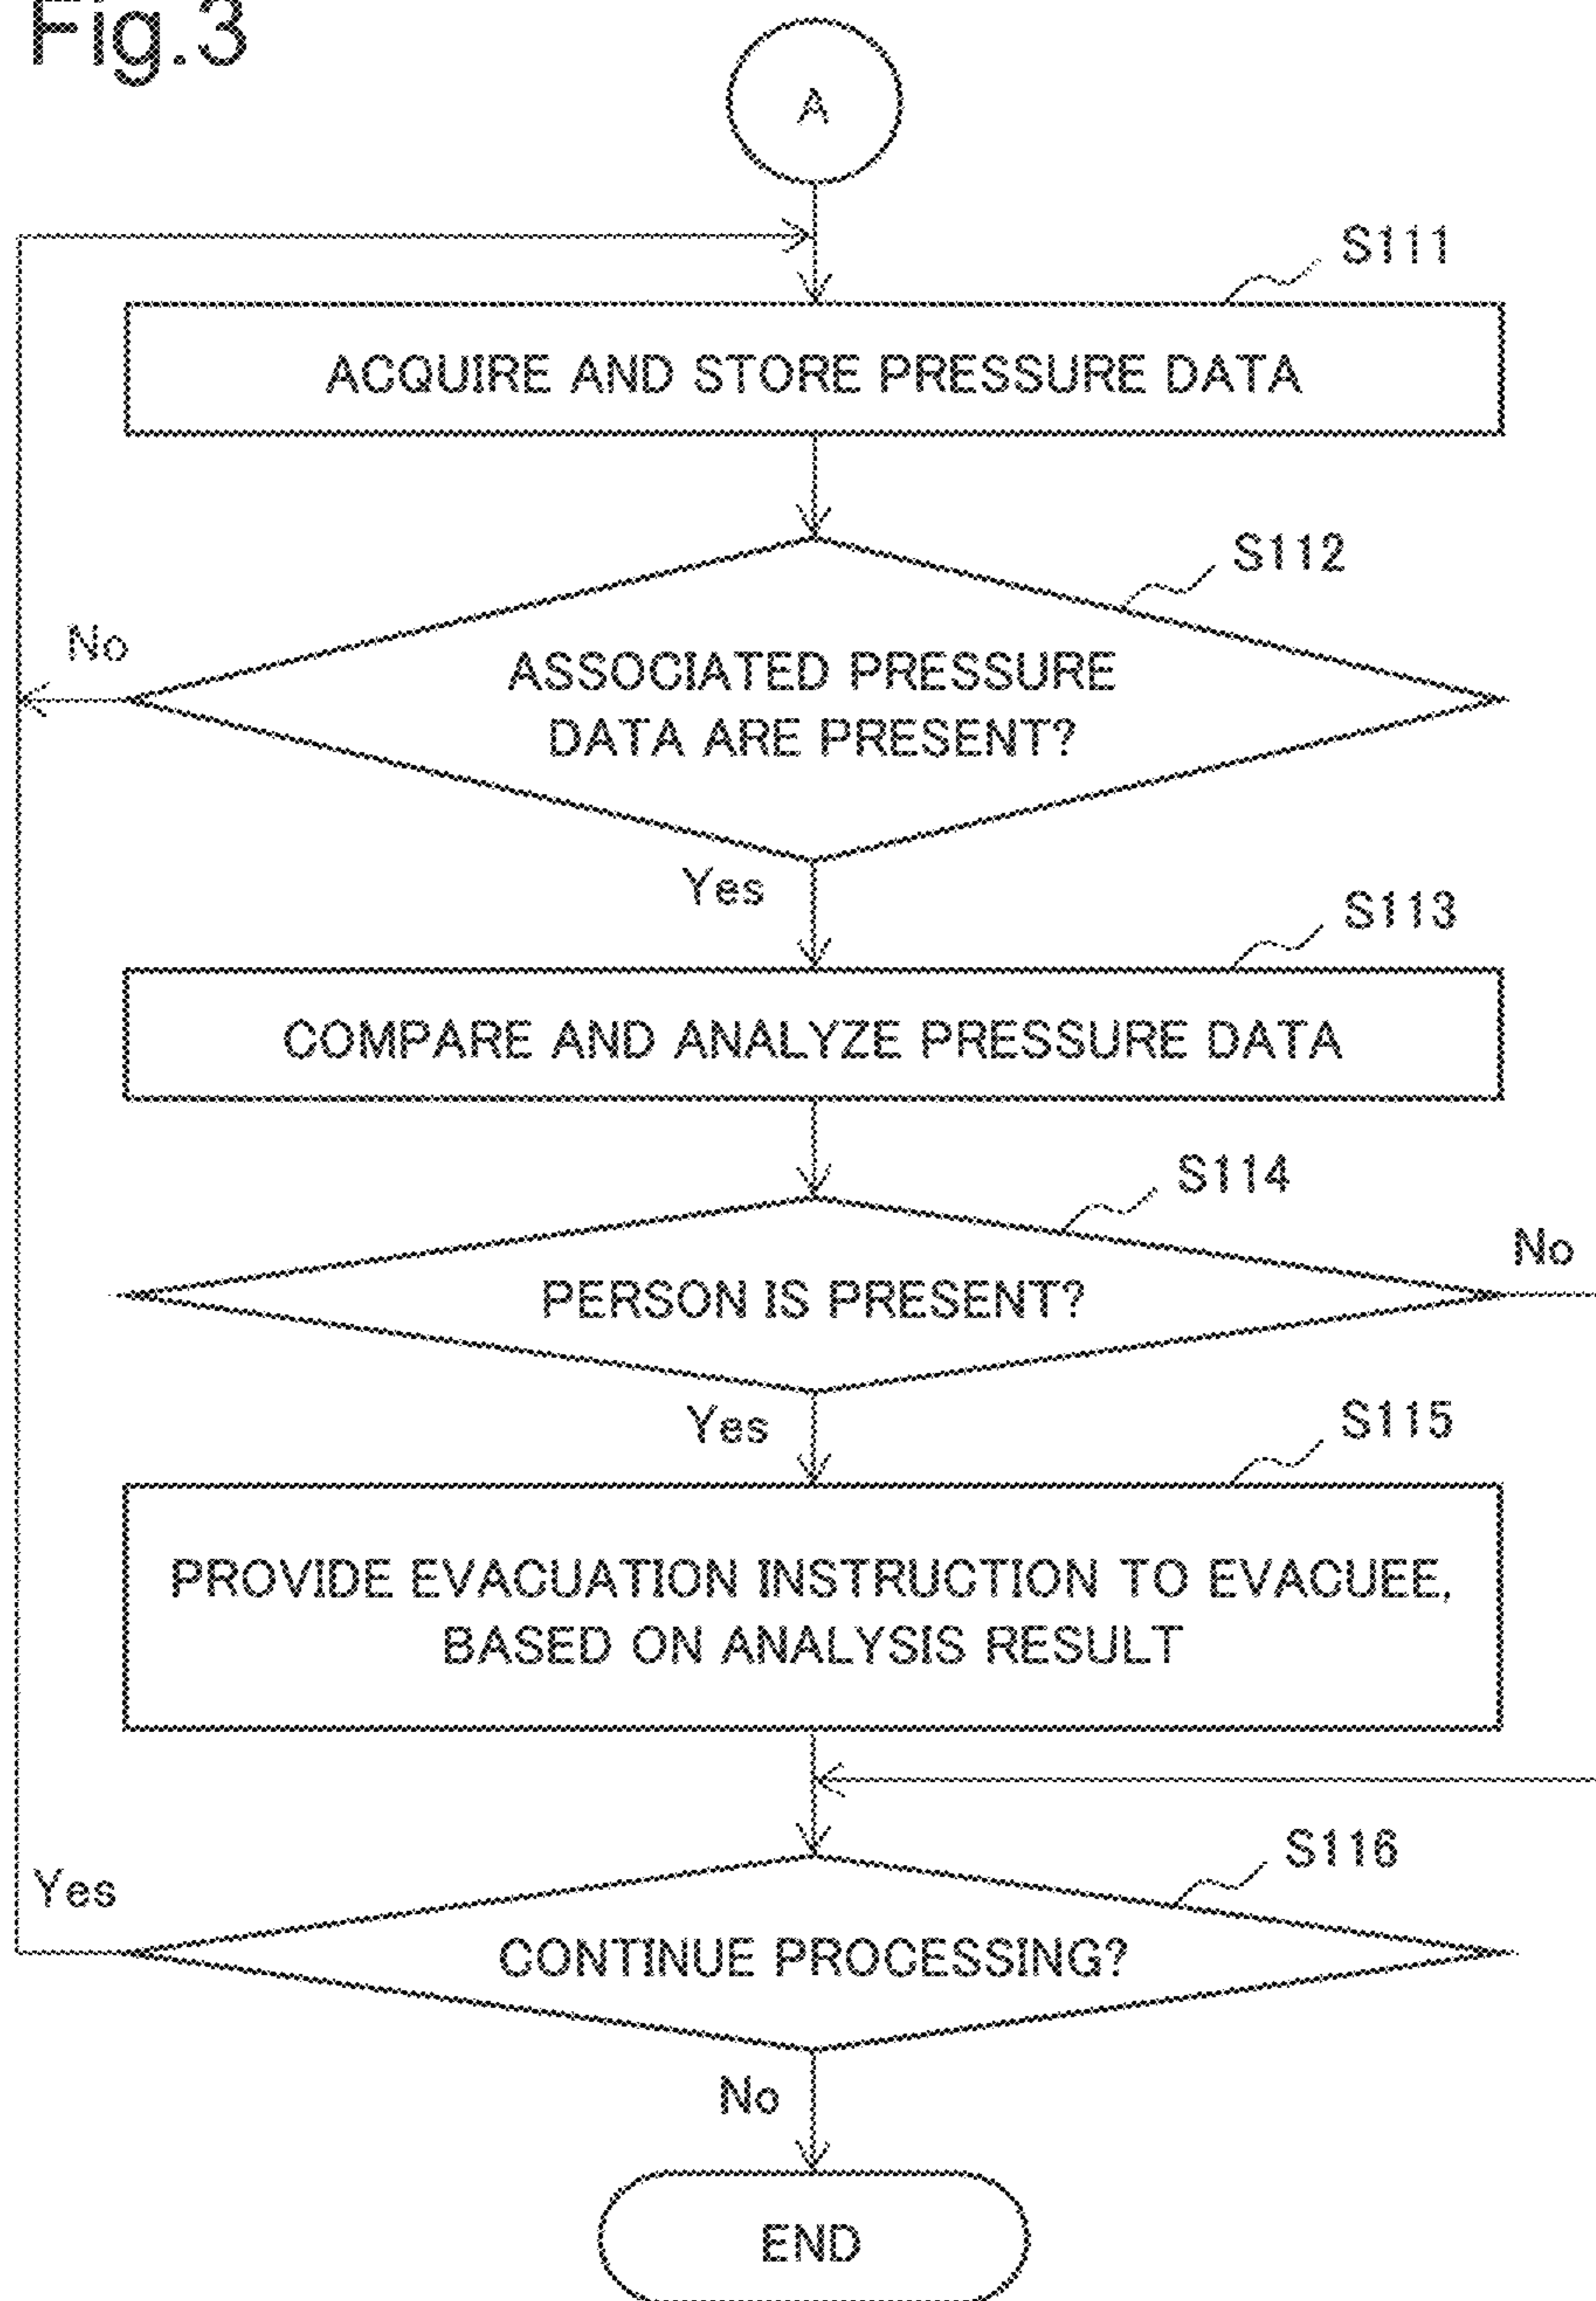 Fig.3
A
S111
ACQUIRE AND STORE PRESSURE DATA
S112
No
ASSOCIATED PRESSURE
DATA ARE PRESENT?
Yes
S113
COMPARE AND ANALYZE PRESSURE DATA
S114
No
PERSON IS PRESENT?
Yes
S115
PROVIDE EVACUATION INSTRUCTION TO EVACUEE,
BASED ON ANALYSIS RESULT
S116
Yes
CONTINUE PROCESSING?
No
END